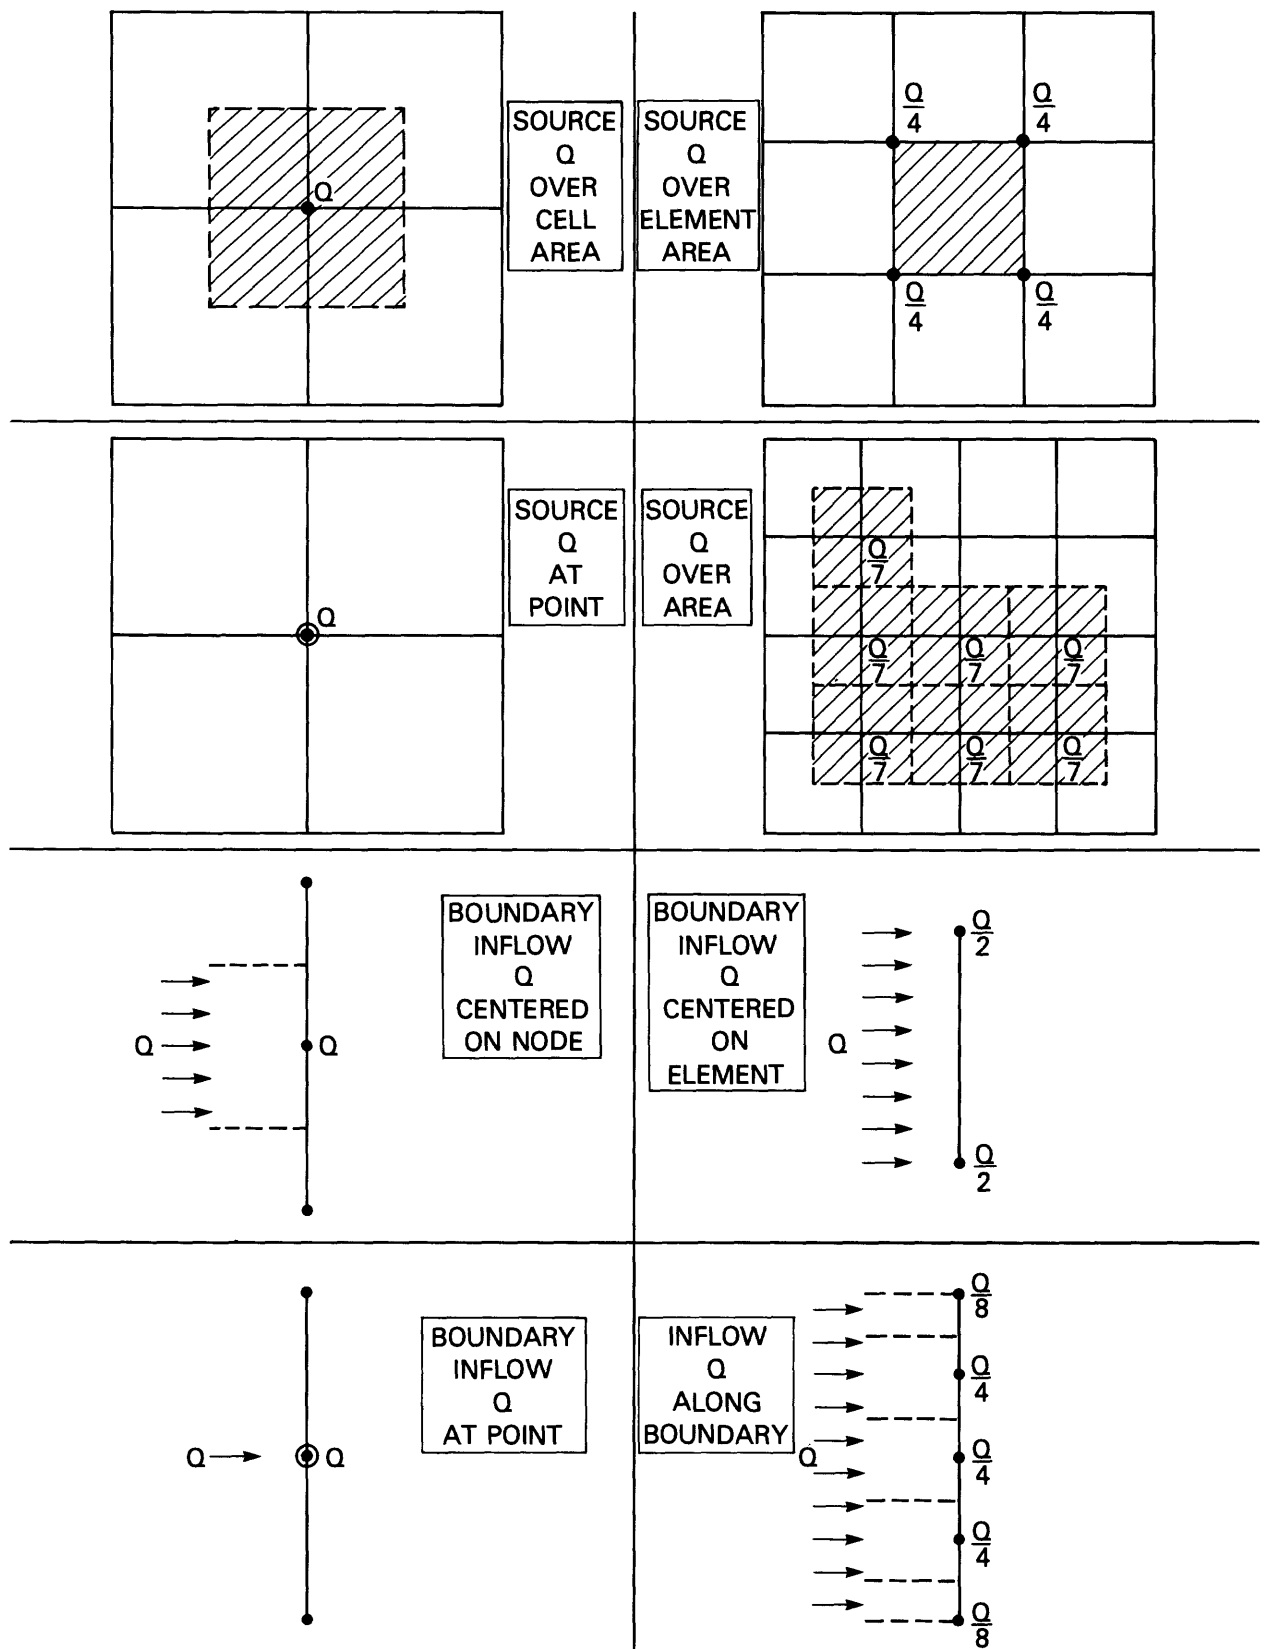 Q
SOURCE
Q
OVER
CELL
AREA
SOURCE
Q
OVER
ELEMENT
AREA
Q
4
Q
4
Q
4
Q
4
Q
SOURCE
Q
AT
POINT
SOURCE
Q
OVER
AREA
Q
7
Q
7
Q
7
Q
7
Q
7
Q
7
Q
7
Q
Q
BOUNDARY
INFLOW
Q
CENTERED
ON NODE
BOUNDARY
INFLOW
Q
CENTERED
ON
ELEMENT
Q
Q
2
Q
2
Q
Q
BOUNDARY
INFLOW
Q
AT POINT
INFLOW
Q
ALONG
BOUNDARY
Q
Q
8
Q
4
Q
4
Q
4
Q
8